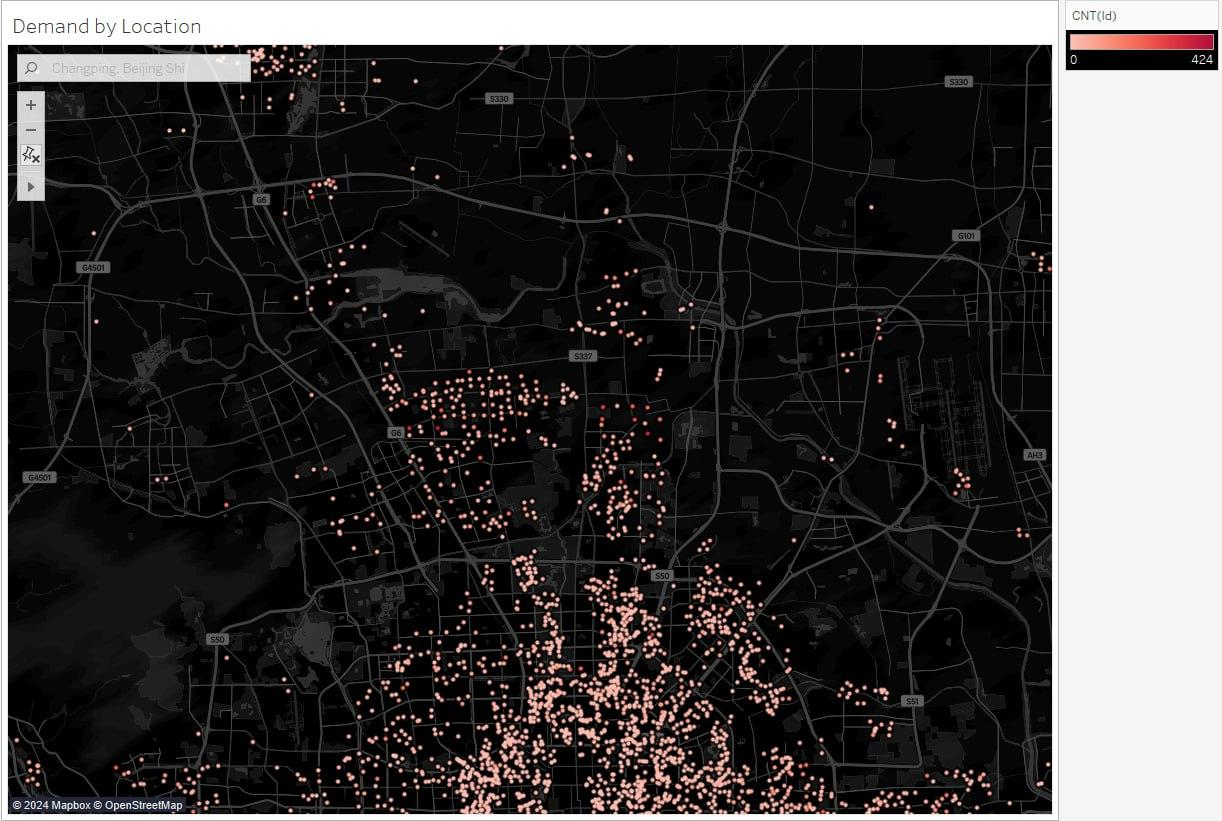 Demand by Location
CNT(Id)
0 424
Changping, Beijing Shi
S330
S330
G6
G101
G4501
S337
G6
AH3
G4501
S50
S50
S51
© 2024 Mapbox © OpenStreetMap